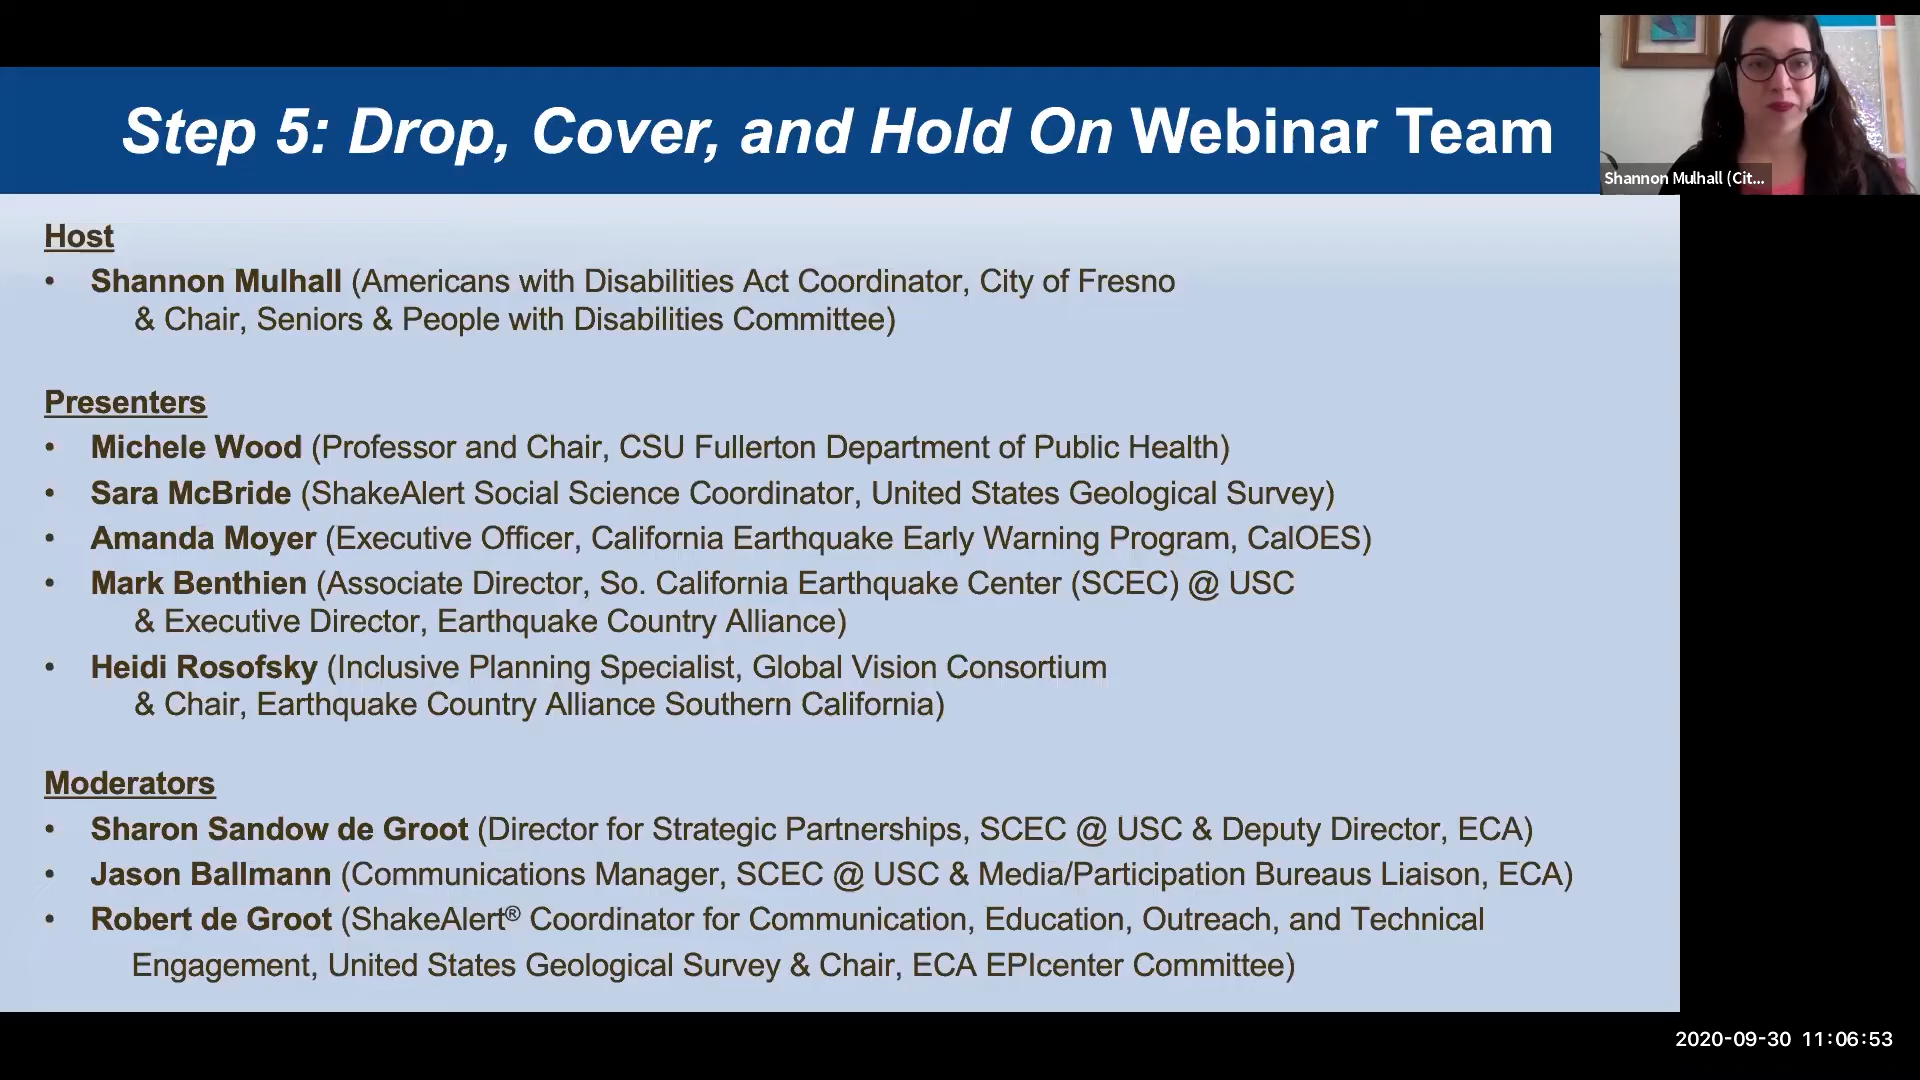 Step 5: Drop, Cover, and Hold On Webinar Team
Shannon Mulhall (Cit...
Host
• Shannon Mulhall (Americans with Disabilities Act Coordinator, City of Fresno
& Chair, Seniors & People with Disabilities Committee)
Presenters
• Michele Wood (Professor and Chair, CSU Fullerton Department of Public Health)
• Sara McBride (ShakeAlert Social Science Coordinator, United States Geological Survey)
• Amanda Moyer (Executive Officer, California Earthquake Early Warning Program, CalOES)
• Mark Benthien (Associate Director, So. California Earthquake Center (SCEC) @ USC
& Executive Director, Earthquake Country Alliance)
• Heidi Rosofsky (Inclusive Planning Specialist, Global Vision Consortium
& Chair, Earthquake Country Alliance Southern California)
Moderators
• Sharon Sandow de Groot (Director for Strategic Partnerships, SCEC @ USC & Deputy Director, ECA)
• Jason Ballmann (Communications Manager, SCEC @ USC & Media/Participation Bureaus Liaison, ECA)
• Robert de Groot (ShakeAlert® Coordinator for Communication, Education, Outreach, and Technical
Engagement, United States Geological Survey & Chair, ECA EPIcenter Committee)
2020-09-30 11:06:53